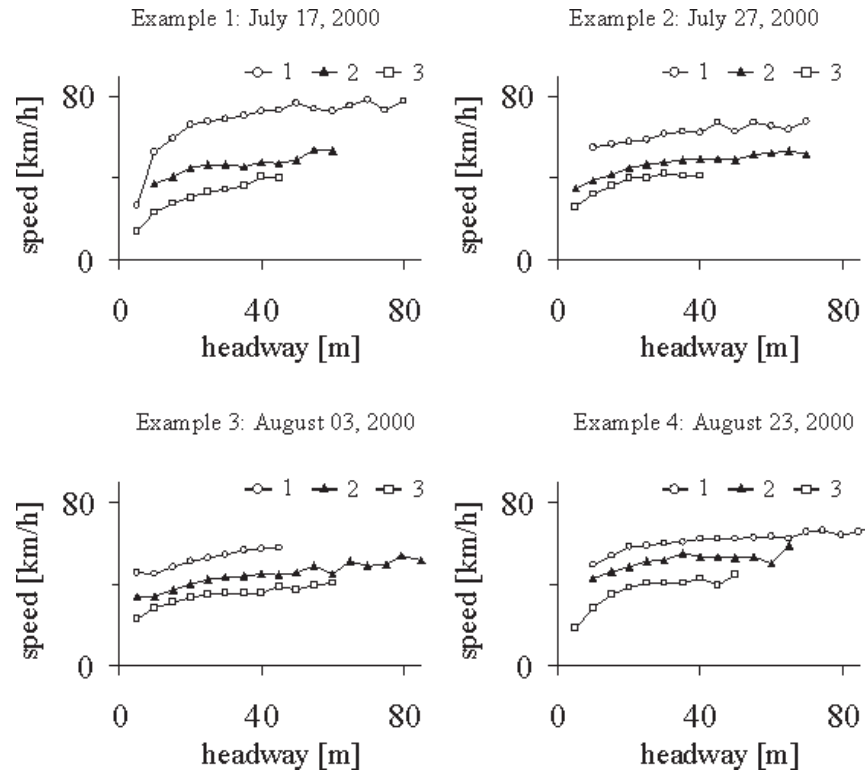 Example 1: July 17, 2000
Example 2: July 27, 2000
1 2 3
1 2 3
80
80
speed [km/h]
speed [km/h]
0
0
0 40 80
0 40 80
headway [m]
headway [m]
Example 3: August 03, 2000
Example 4: August 23, 2000
1 2 3
1 2 3
80
80
speed [km/h]
speed [km/h]
0
0
0 40 80
0 40 80
headway [m]
headway [m]